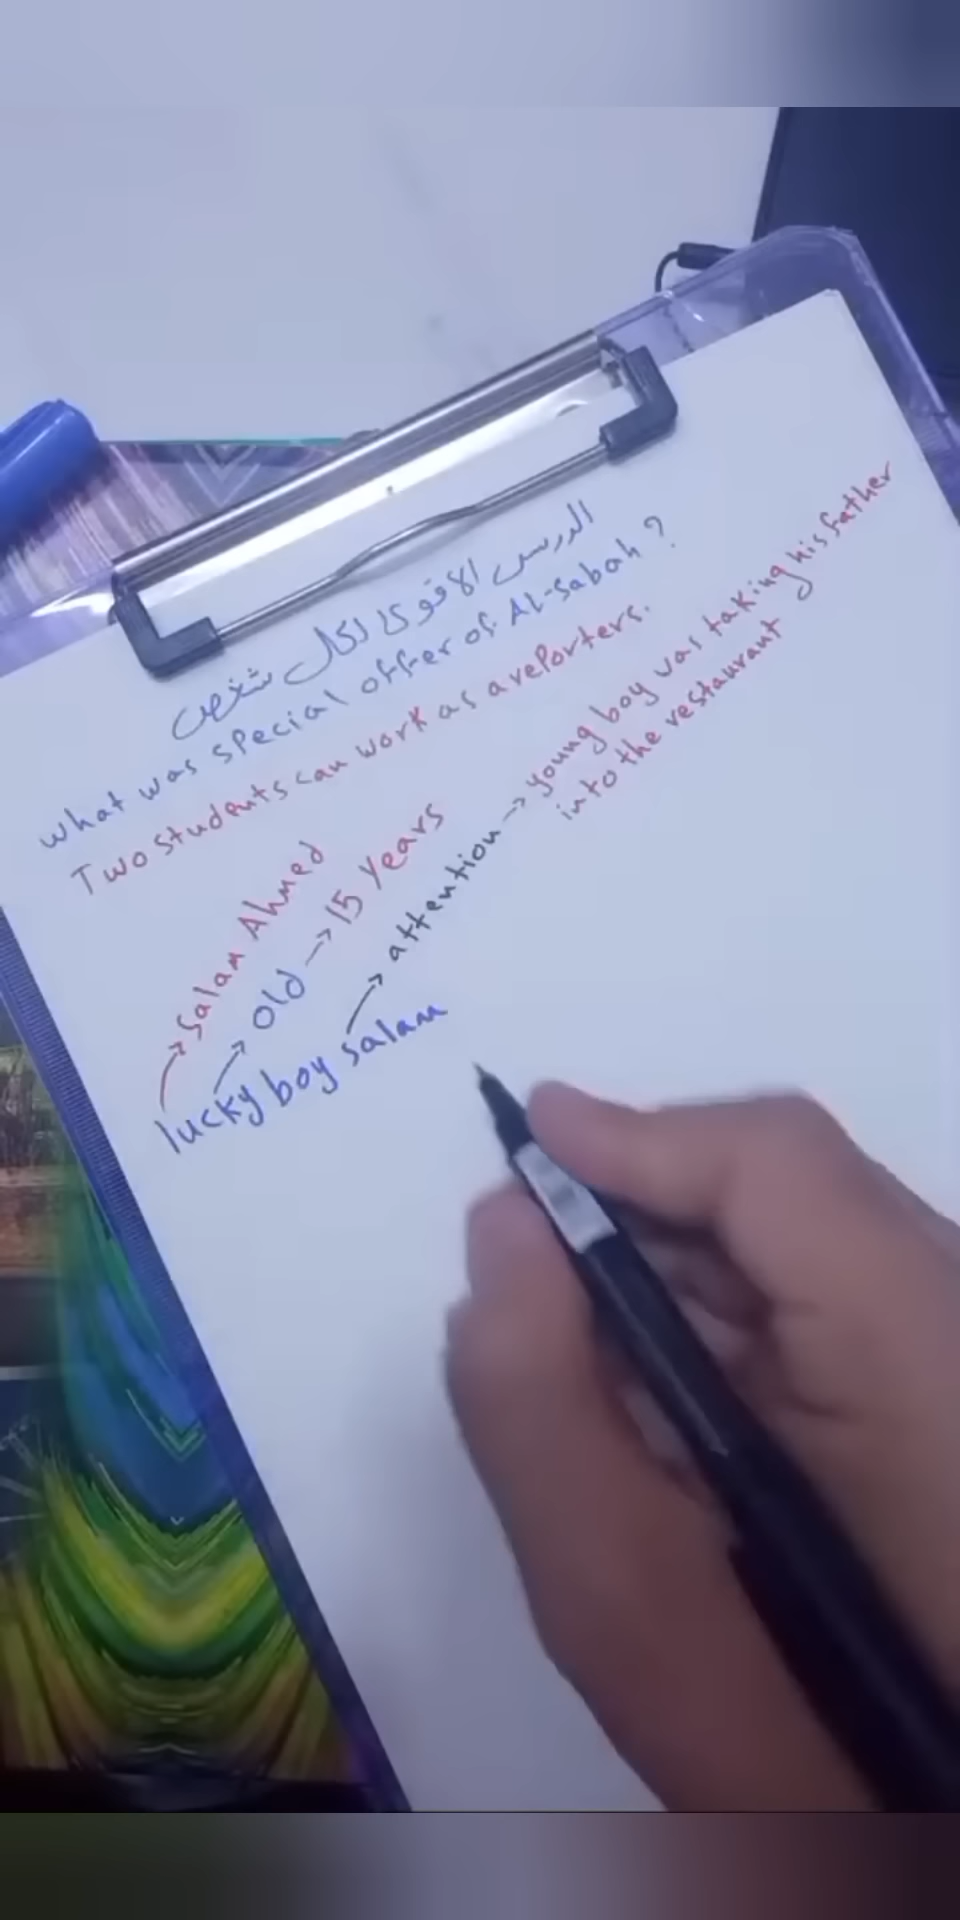 الدرس الاقوى لكل شخص
what was special offer of Al-Sabah ?
Two students can work as a reporters.
Salam Ahmed
old → 15 years
attention → young boy was taking his father
into the restaurant
lucky boy salam